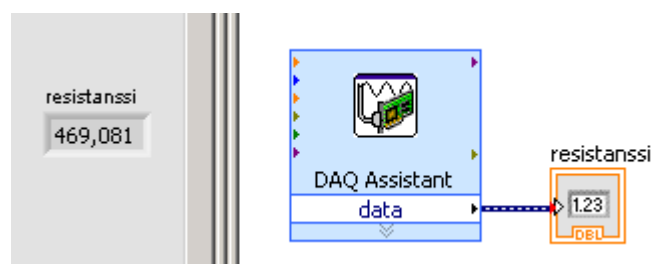 resistanssi
469,081
DAQ Assistant
data
resistanssi
1.23
DBL